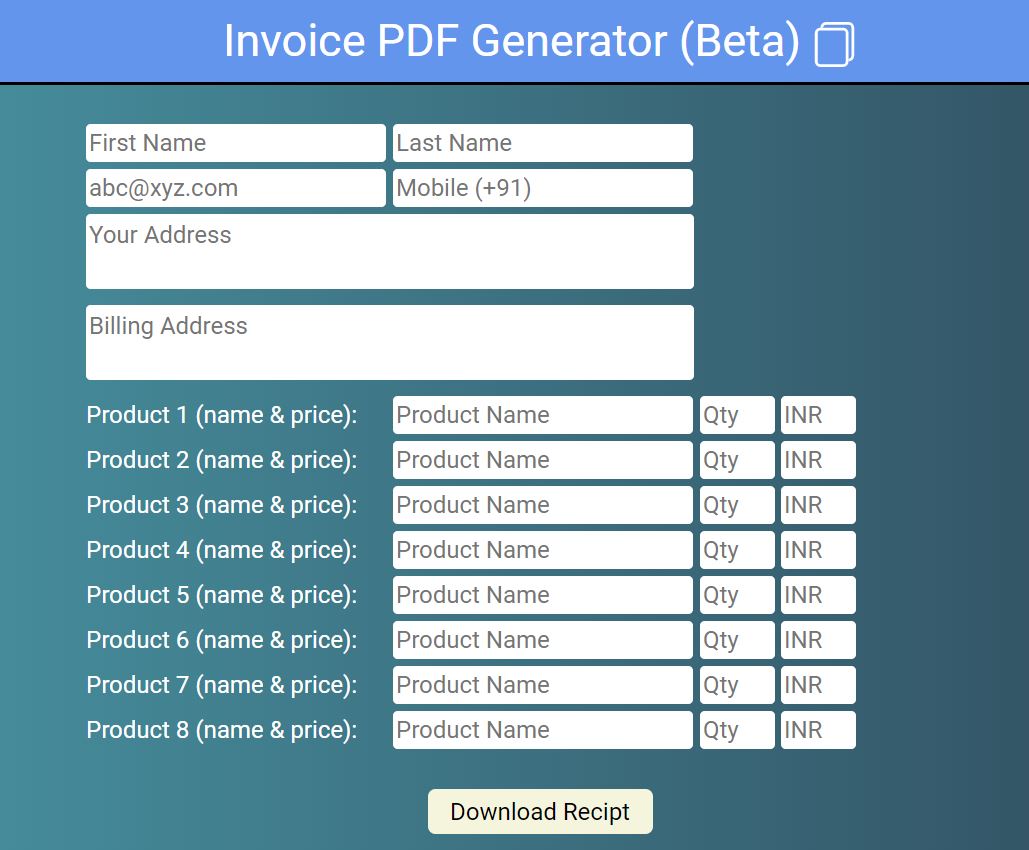 Invoice PDF Generator (Beta)
First Name Last Name
abc@xyz.com Mobile (+91)
Your Address
Billing Address
Product 1 (name & price): Product Name Qty INR
Product 2 (name & price): Product Name Qty INR
Product 3 (name & price): Product Name Qty INR
Product 4 (name & price): Product Name Qty INR
Product 5 (name & price): Product Name Qty INR
Product 6 (name & price): Product Name Qty INR
Product 7 (name & price): Product Name Qty INR
Product 8 (name & price): Product Name Qty INR
Download Recipt